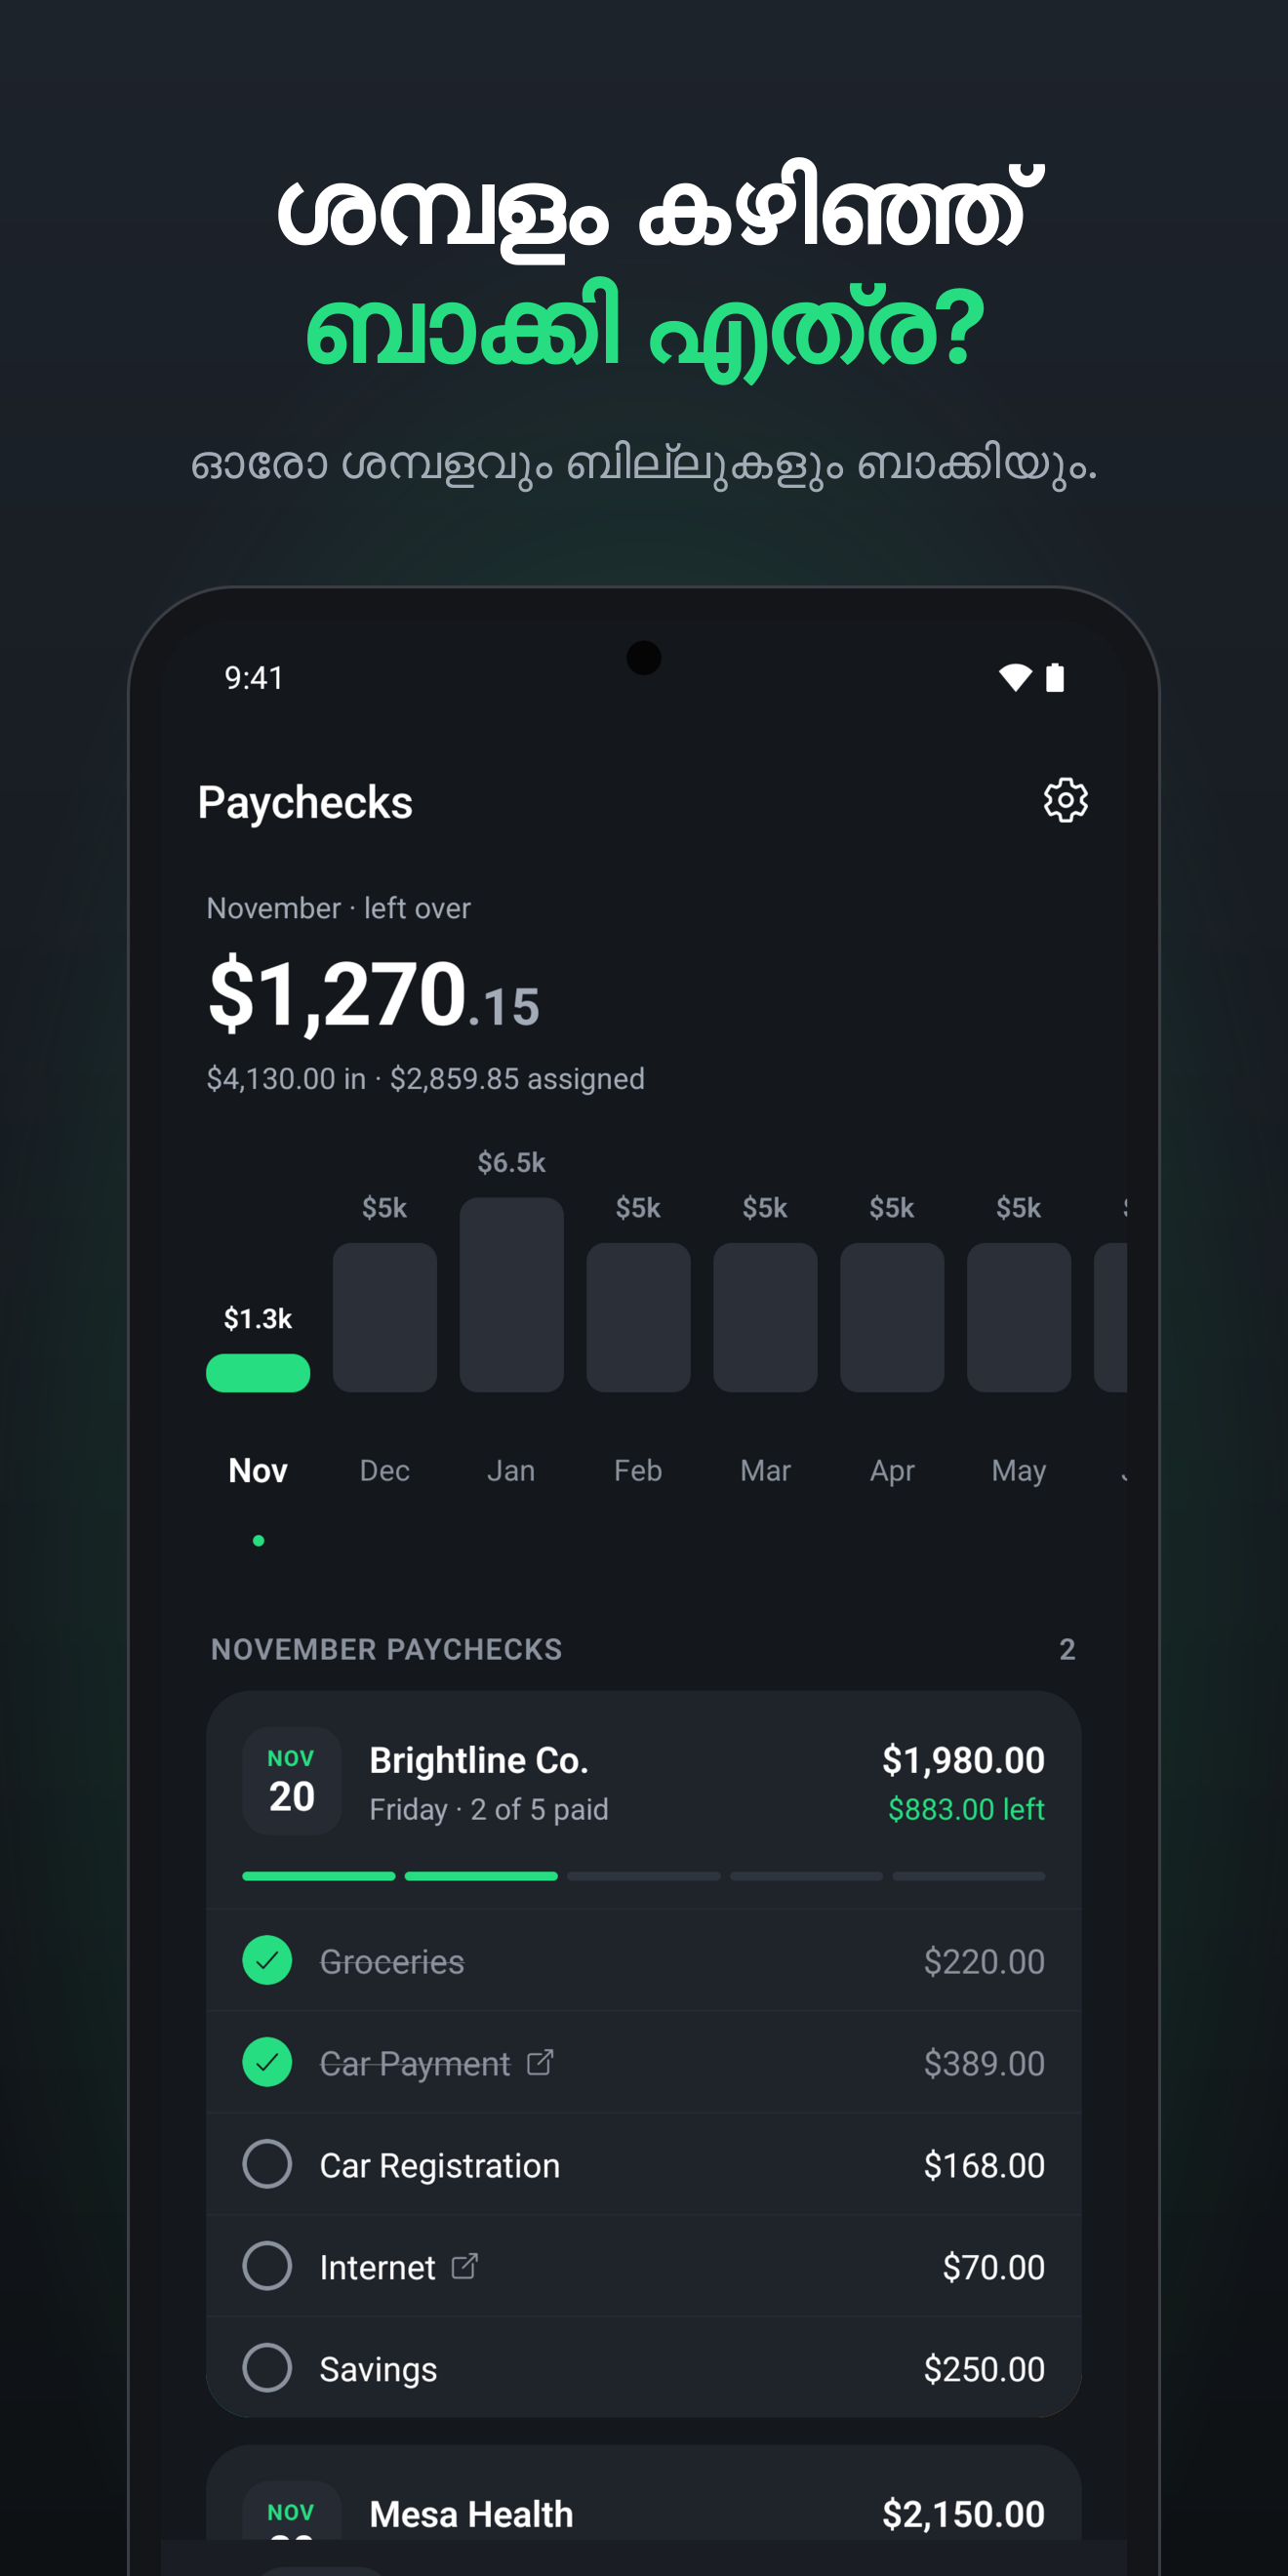 ശമ്പളം കഴിഞ്ഞ്
ബാക്കി എത്ര?
ഓരോ ശമ്പളവും ബില്ലുകളും ബാക്കിയും.
9:41
Paychecks
November · left over
$1,270.15
$4,130.00 in · $2,859.85 assigned
$1.3k $5k $6.5k $5k $5k $5k $5k
Nov Dec Jan Feb Mar Apr May
NOVEMBER PAYCHECKS 2
NOV 20 Brightline Co. $1,980.00
Friday · 2 of 5 paid $883.00 left
Groceries $220.00
Car Payment $389.00
Car Registration $168.00
Internet $70.00
Savings $250.00
NOV Mesa Health $2,150.00